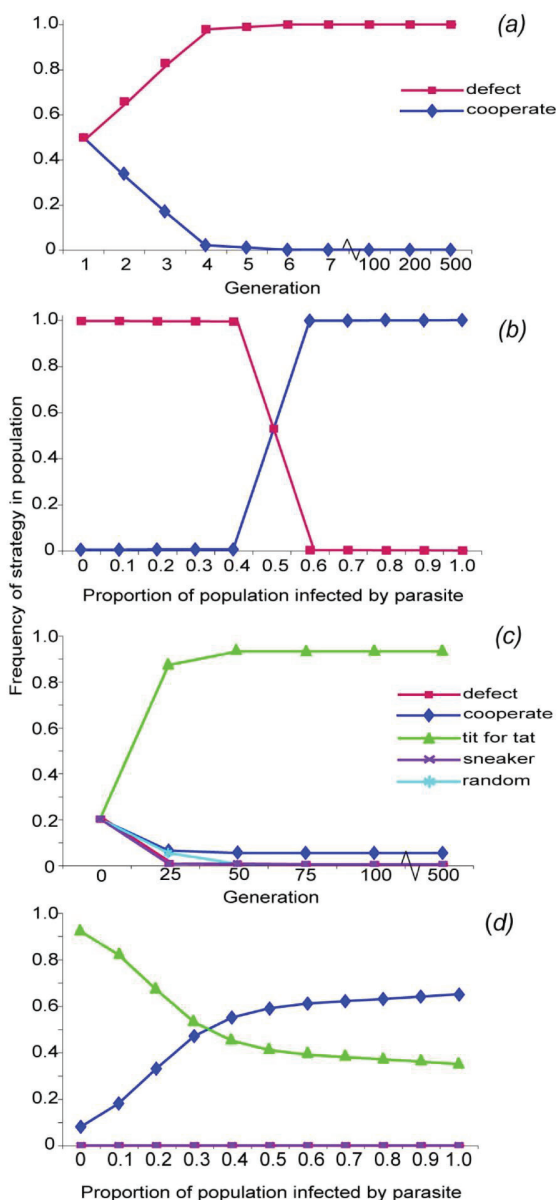 (a)
1.0
0.8
0.6
0.4
0.2
0
defect
cooperate
1 2 3 4 5 6 7 100 200 500
Generation
(b)
1.0
0.8
0.6
0.4
0.2
0
0 0.1 0.2 0.3 0.4 0.5 0.6 0.7 0.8 0.9 1.0
Proportion of population infected by parasite
Frequency of strategy in population
(c)
1.0
0.8
0.6
0.4
0.2
0
defect
cooperate
tit for tat
sneaker
random
0 25 50 75 100 500
Generation
(d)
1.0
0.8
0.6
0.4
0.2
0
0 0.1 0.2 0.3 0.4 0.5 0.6 0.7 0.8 0.9 1.0
Proportion of population infected by parasite